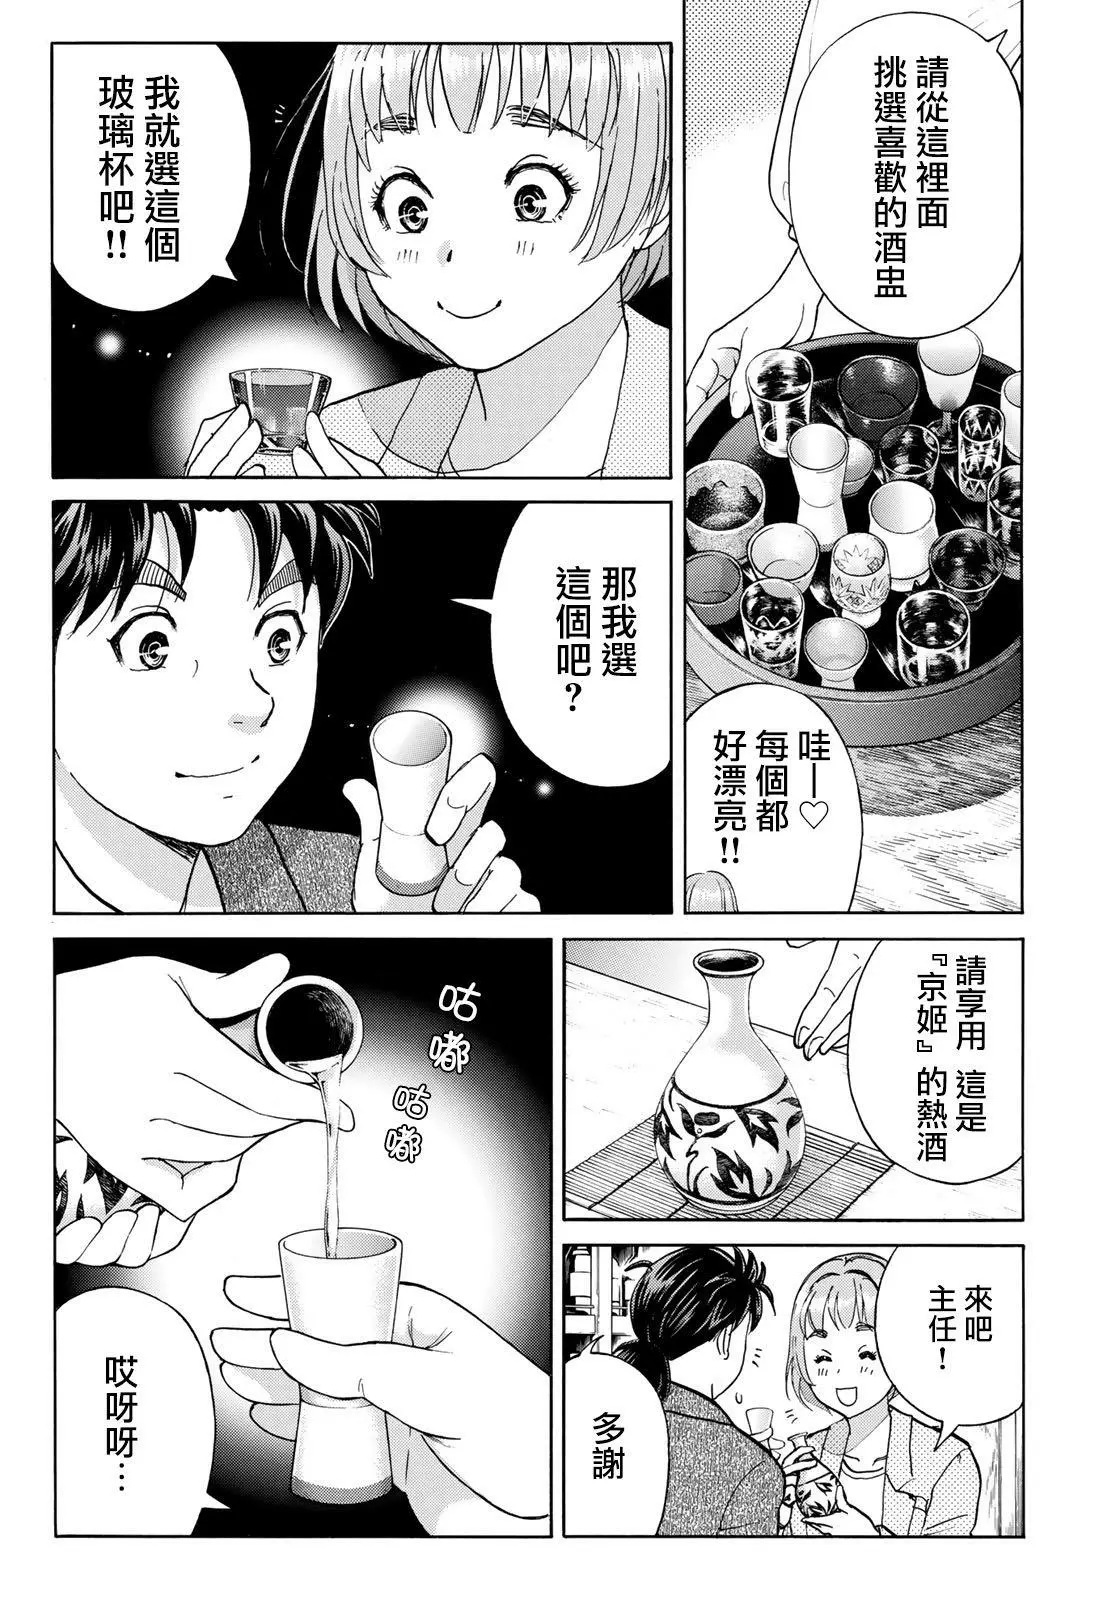 請從這裡面
挑選喜歡的酒盅
哇ー♡
每個都
好漂亮!!
我就選這個
玻璃杯吧!!
那我選
這個吧?
請享用 這是
『京姬』的熱酒
來吧
主任!
多謝
咕嘟
咕嘟
哎呀呀…